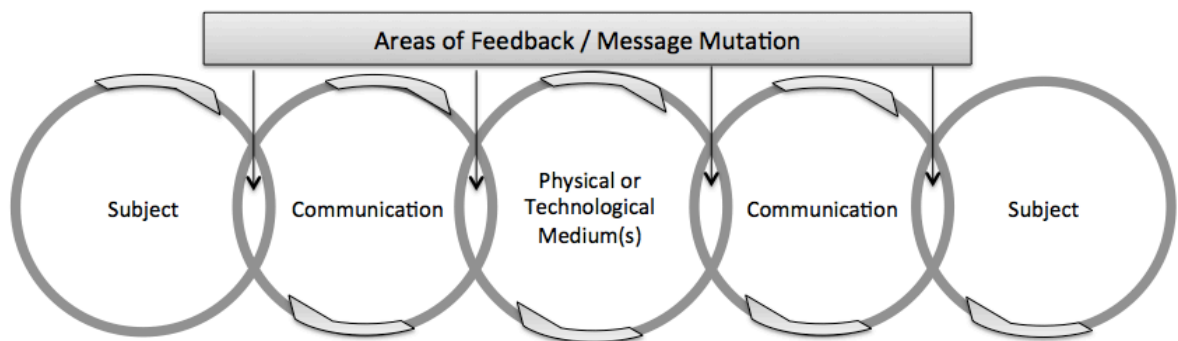 Areas of Feedback / Message Mutation
Subject
Communication
Physical or
Technological
Medium(s)
Communication
Subject